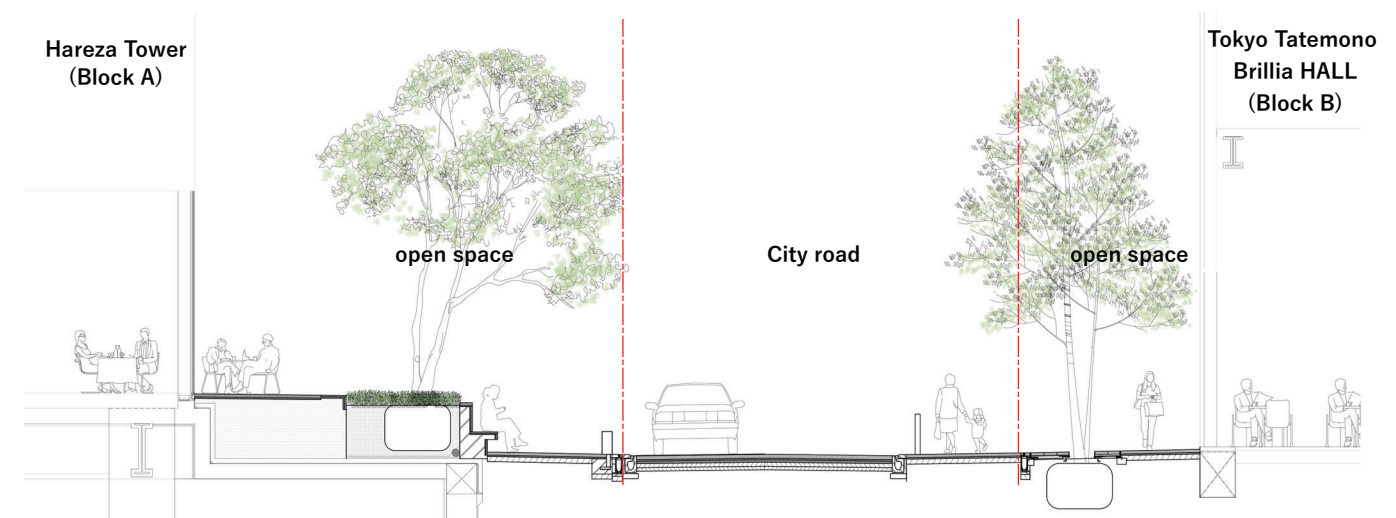 Hareza Tower
(Block A)
open space
City road
open space
Tokyo Tatemono
Brillia HALL
(Block B)